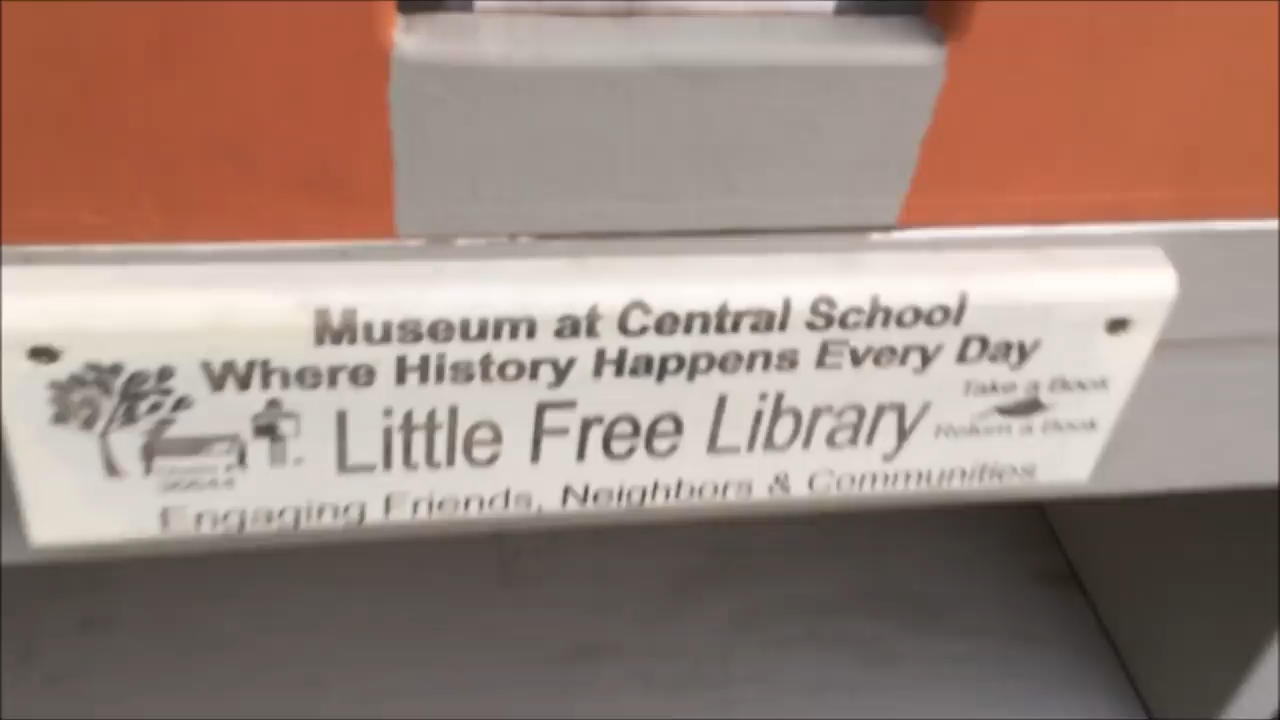 Museum at Central School
Where History Happens Every Day
Take a Book
Little Free Library
Return a Book
Engaging Friends, Neighbors & Communities